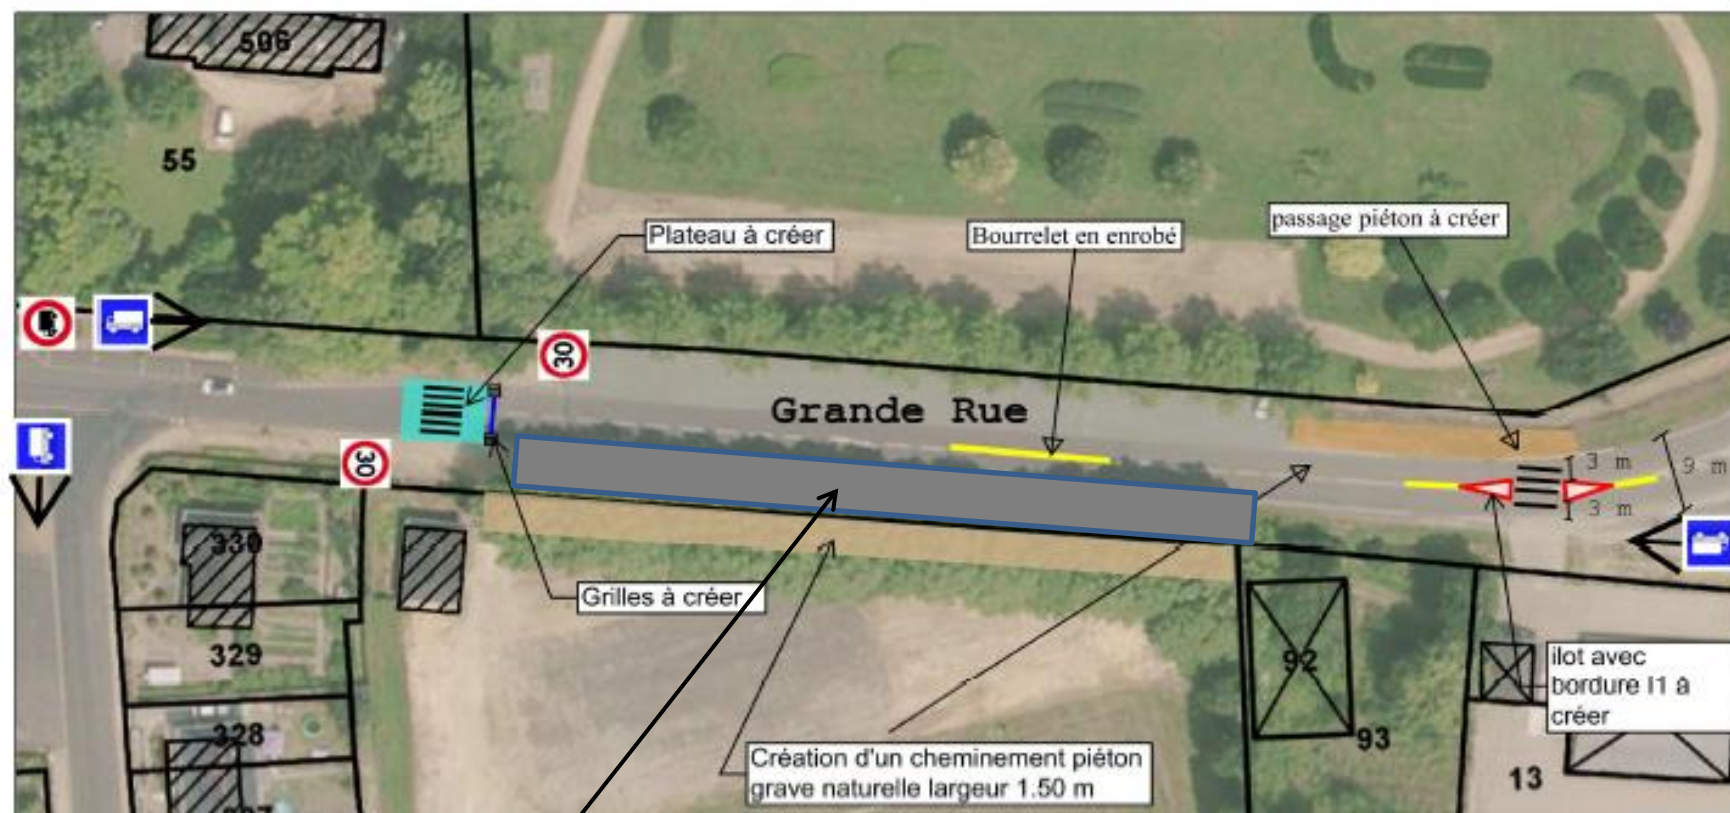 506
55
Plateau à créer
Bourrelet en enrobé
passage piéton à créer
30
Grande Rue
30
3 m
9 m
3 m
330
Grilles à créer
329
92
ilot avec
bordure I1 à
créer
328
93
Création d'un cheminement piéton
grave naturelle largeur 1.50 m
13